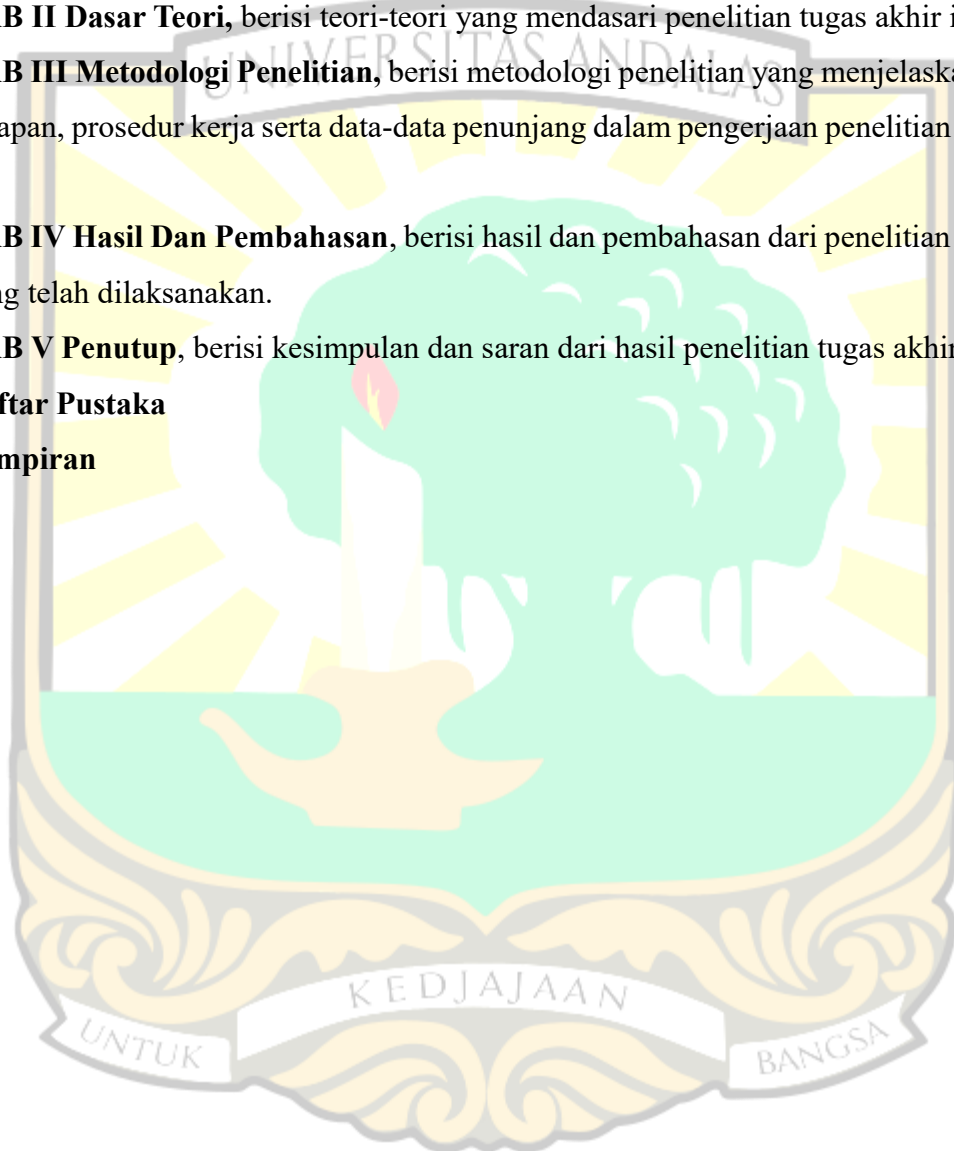 AB II Dasar Teori, berisi teori-teori yang mendasari penelitian tugas akhir i
UNIVERSITAS ANDALAS
AB III Metodologi Penelitian, berisi metodologi penelitian yang menjelaska
apan, prosedur kerja serta data-data penunjang dalam pengerjaan penelitian
AB IV Hasil Dan Pembahasan, berisi hasil dan pembahasan dari penelitian
ng telah dilaksanakan.
AB V Penutup, berisi kesimpulan dan saran dari hasil penelitian tugas akhir
ftar Pustaka
mpiran
UNTUK
KEDJAJAAN
BANGSA